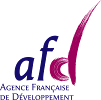 afd
AGENCE FRANÇAISE
DE DÉVELOPPEMENT